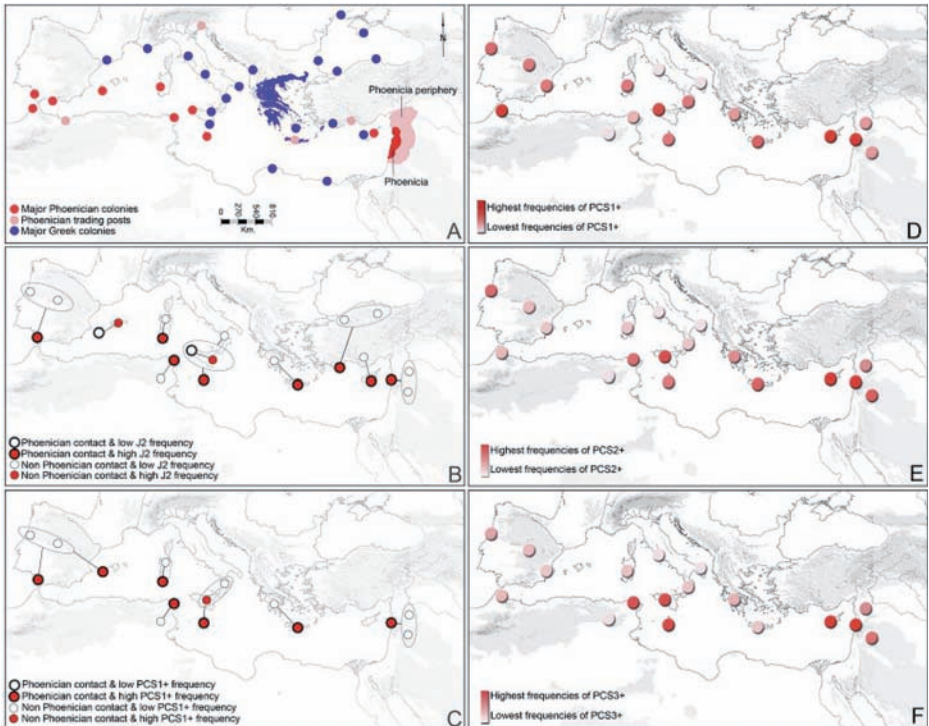 Phoenicia periphery
Phoenicia
N
Major Phoenician colonies
Phoenician trading posts
Major Greek colonies
0
270
540
810
Km.
A
Highest frequencies of PCS1+
Lowest frequencies of PCS1+
D
Phoenician contact & low J2 frequency
Phoenician contact & high J2 frequency
Non Phoenician contact & low J2 frequency
Non Phoenician contact & high J2 frequency
B
Highest frequencies of PCS2+
Lowest frequencies of PCS2+
E
Phoenician contact & low PCS1+ frequency
Phoenician contact & high PCS1+ frequency
Non Phoenician contact & low PCS1+ frequency
Non Phoenician contact & high PCS1+ frequency
C
Highest frequencies of PCS3+
Lowest frequencies of PCS3+
F